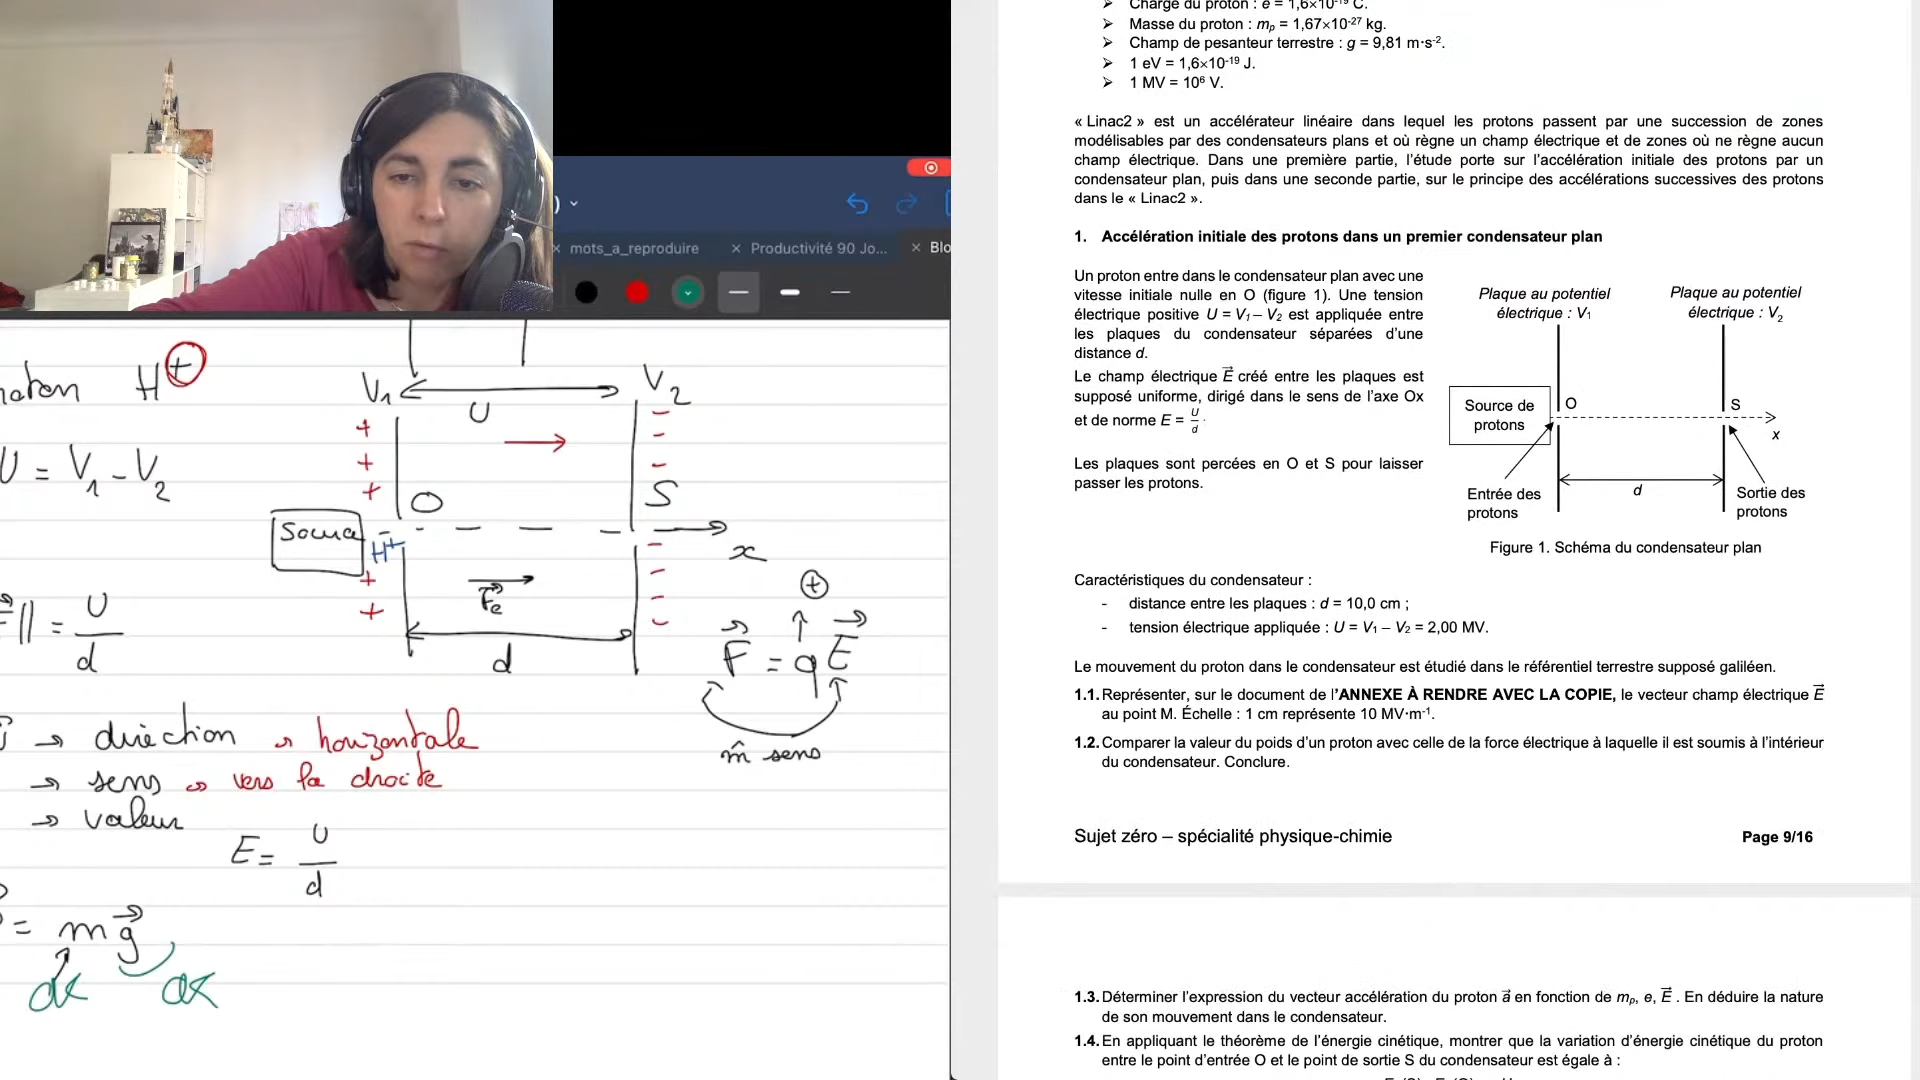 ) ⌄
× mots_a_reproduire × Productivité 90 Jo... × Blo
H⁺
V₁ V₂
U
U = V₁ - V₂
+ + + + +
- - - - - - -
O S
Source
H⁺
x
= U/d
Fe
d
+
F = q E
m̂ sens
→ direction → horizontale
→ sens → vers la droite
→ valeur
E = U/d
= m g
dk dk
Charge du proton : e = 1,6×10⁻¹⁹ C.
➤ Masse du proton : mₚ = 1,67×10⁻²⁷ kg.
➤ Champ de pesanteur terrestre : g = 9,81 m·s⁻².
➤ 1 eV = 1,6×10⁻¹⁹ J.
➤ 1 MV = 10⁶ V.
« Linac2 » est un accélérateur linéaire dans lequel les protons passent par une succession de zones
modélisables par des condensateurs plans et où règne un champ électrique et de zones où ne règne aucun
champ électrique. Dans une première partie, l'étude porte sur l'accélération initiale des protons par un
condensateur plan, puis dans une seconde partie, sur le principe des accélérations successives des protons
dans le « Linac2 ».
1. Accélération initiale des protons dans un premier condensateur plan
Un proton entre dans le condensateur plan avec une
vitesse initiale nulle en O (figure 1). Une tension
électrique positive U = V₁ – V₂ est appliquée entre
les plaques du condensateur séparées d'une
distance d.
Le champ électrique E⃗ créé entre les plaques est
supposé uniforme, dirigé dans le sens de l'axe Ox
et de norme E = U/d.
Les plaques sont percées en O et S pour laisser
passer les protons.
Plaque au potentiel
électrique : V₁
Plaque au potentiel
électrique : V₂
Source de
protons
O
S
x
d
Entrée des
protons
Sortie des
protons
Figure 1. Schéma du condensateur plan
Caractéristiques du condensateur :
- distance entre les plaques : d = 10,0 cm ;
- tension électrique appliquée : U = V₁ – V₂ = 2,00 MV.
Le mouvement du proton dans le condensateur est étudié dans le référentiel terrestre supposé galiléen.
1.1. Représenter, sur le document de l'ANNEXE À RENDRE AVEC LA COPIE, le vecteur champ électrique E⃗
au point M. Échelle : 1 cm représente 10 MV·m⁻¹.
1.2. Comparer la valeur du poids d'un proton avec celle de la force électrique à laquelle il est soumis à l'intérieur
du condensateur. Conclure.
Sujet zéro – spécialité physique-chimie Page 9/16
1.3. Déterminer l'expression du vecteur accélération du proton a⃗ en fonction de mₚ, e, E⃗ . En déduire la nature
de son mouvement dans le condensateur.
1.4. En appliquant le théorème de l'énergie cinétique, montrer que la variation d'énergie cinétique du proton
entre le point d'entrée O et le point de sortie S du condensateur est égale à :